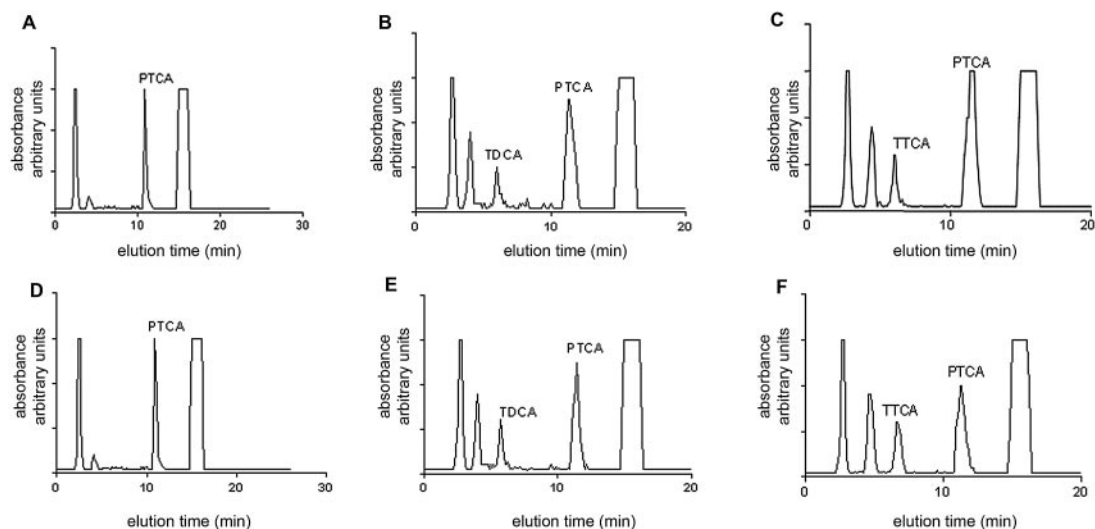 A
absorbance
arbitrary units
PTCA
0
10
20
30
elution time (min)
B
absorbance
arbitrary units
TDCA
PTCA
0
10
20
elution time (min)
C
absorbance
arbitrary units
TTCA
PTCA
0
10
20
elution time (min)
D
absorbance
arbitrary units
PTCA
0
10
20
30
elution time (min)
E
absorbance
arbitrary units
TDCA
PTCA
0
10
20
elution time (min)
F
absorbance
arbitrary units
TTCA
PTCA
0
10
20
elution time (min)